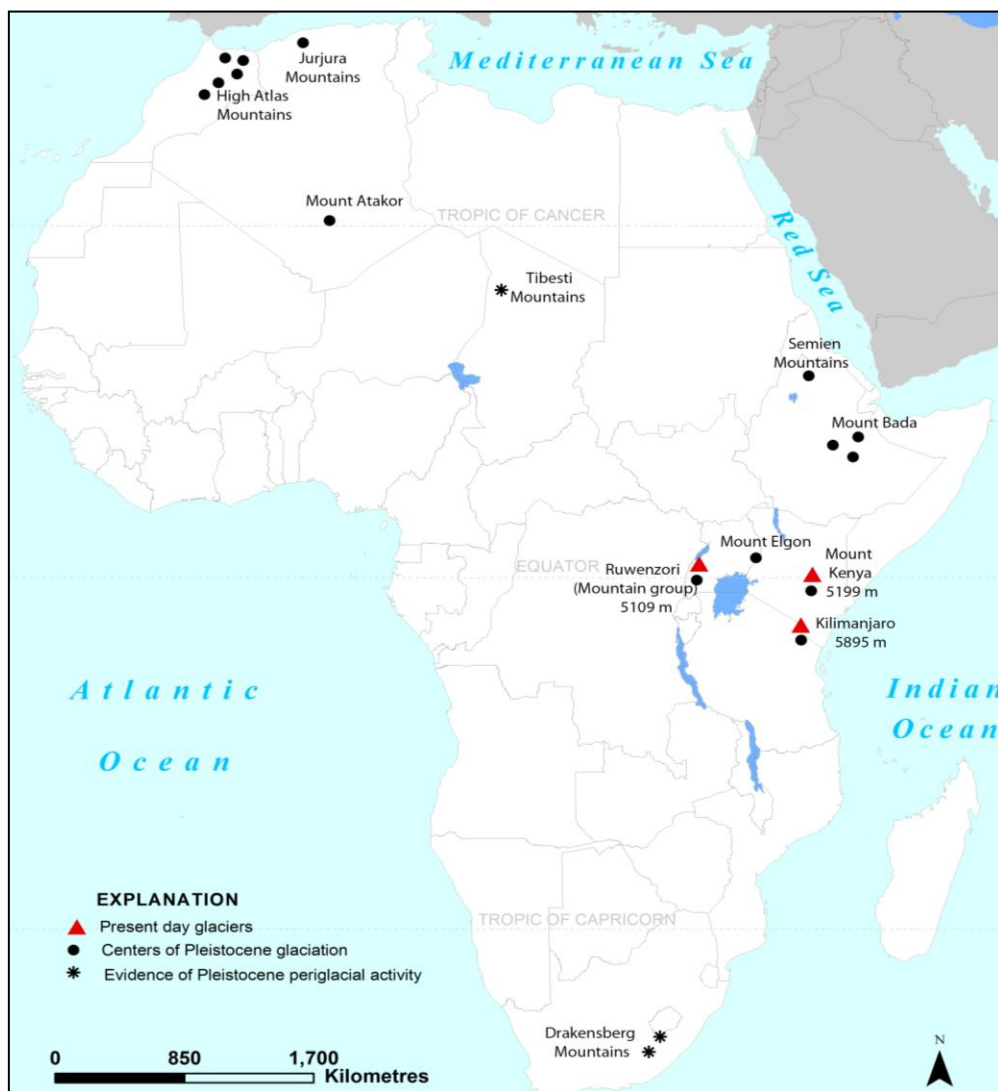 Mediterranean Sea
Jurjura
Mountains
High Atlas
Mountains
Mount Atakor
TROPIC OF CANCER
Red Sea
Tibesti
Mountains
Semien
Mountains
Mount Bada
Mount Elgon
EQUATOR
Ruwenzori
(Mountain group)
5109 m
Mount
Kenya
5199 m
Kilimanjaro
5895 m
Atlantic
Ocean
Indian
Ocean
EXPLANATION
Present day glaciers
Centers of Pleistocene glaciation
Evidence of Pleistocene periglacial activity
TROPIC OF CAPRICORN
Drakensberg
Mountains
0 850 1,700
Kilometres
N